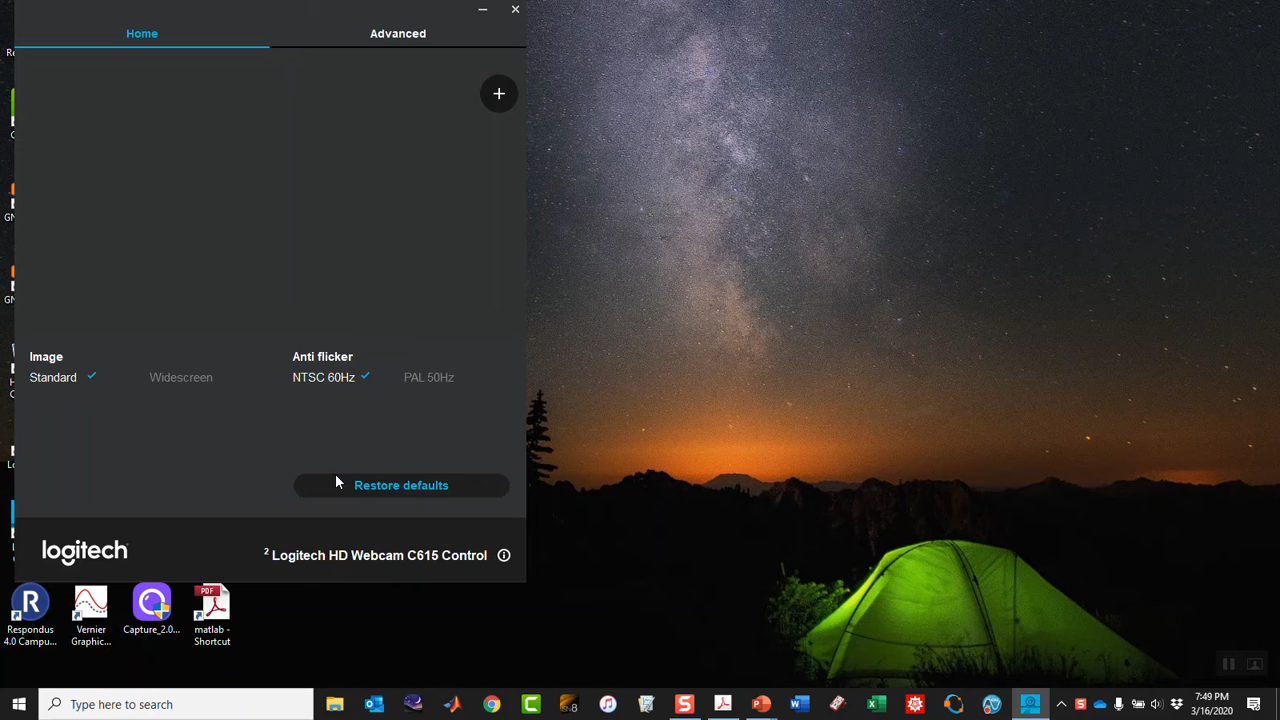 Home
Advanced
Image
Anti flicker
Standard
Widescreen
NTSC 60Hz
PAL 50Hz
Restore defaults
logitech
2 Logitech HD Webcam C615 Control
Respondus
4.0 Campu...
Vernier
Graphic...
Capture_2.0...
PDF
matlab -
Shortcut
Type here to search
7:49 PM
3/16/2020